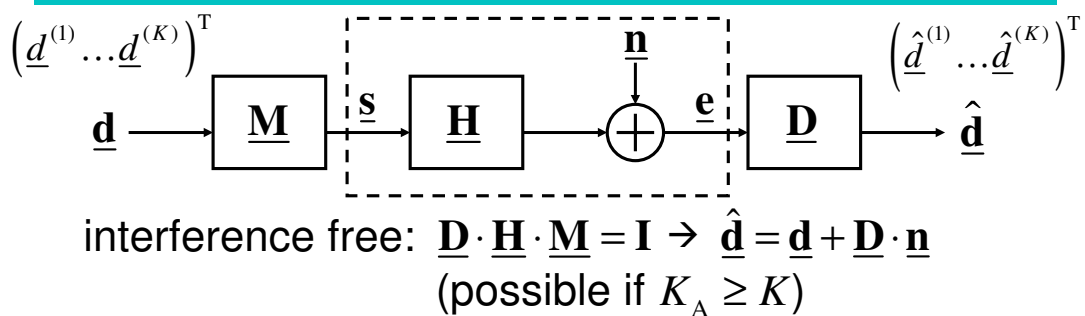 (d^(1) … d^(K))^T
(d̂^(1) … d̂^(K))^T
n
d M s H e D d̂
interference free: D · H · M = I → d̂ = d + D · n
(possible if K_A ≥ K)